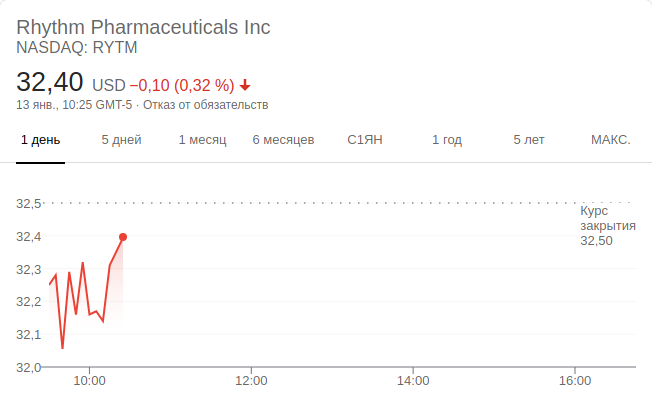 Rhythm Pharmaceuticals Inc
NASDAQ: RYTM
32,40 USD −0,10 (0,32 %)
13 янв., 10:25 GMT-5 · Отказ от обязательств
1 день 5 дней 1 месяц 6 месяцев С1ЯН 1 год 5 лет МАКС.
32,5
Курс
закрытия
32,50
32,4
32,3
32,2
32,1
32,0
10:00 12:00 14:00 16:00